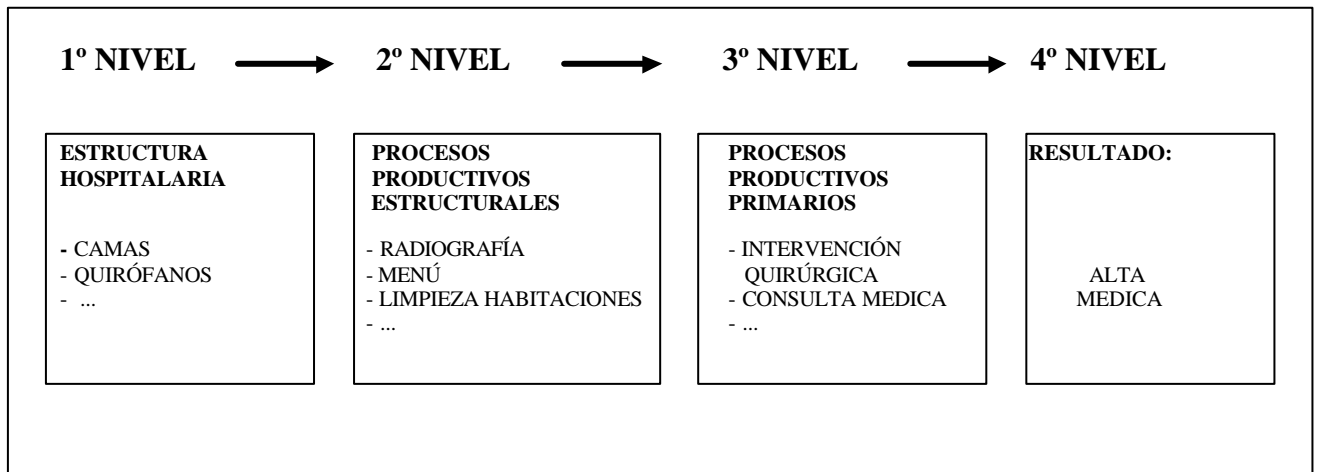 1º NIVEL
2º NIVEL
3º NIVEL
4º NIVEL
ESTRUCTURA
HOSPITALARIA
- CAMAS
- QUIRÓFANOS
- ...
PROCESOS
PRODUCTIVOS
ESTRUCTURALES
- RADIOGRAFÍA
- MENÚ
- LIMPIEZA HABITACIONES
- ...
PROCESOS
PRODUCTIVOS
PRIMARIOS
- INTERVENCIÓN
QUIRÚRGICA
- CONSULTA MEDICA
- ...
RESULTADO:
ALTA
MEDICA